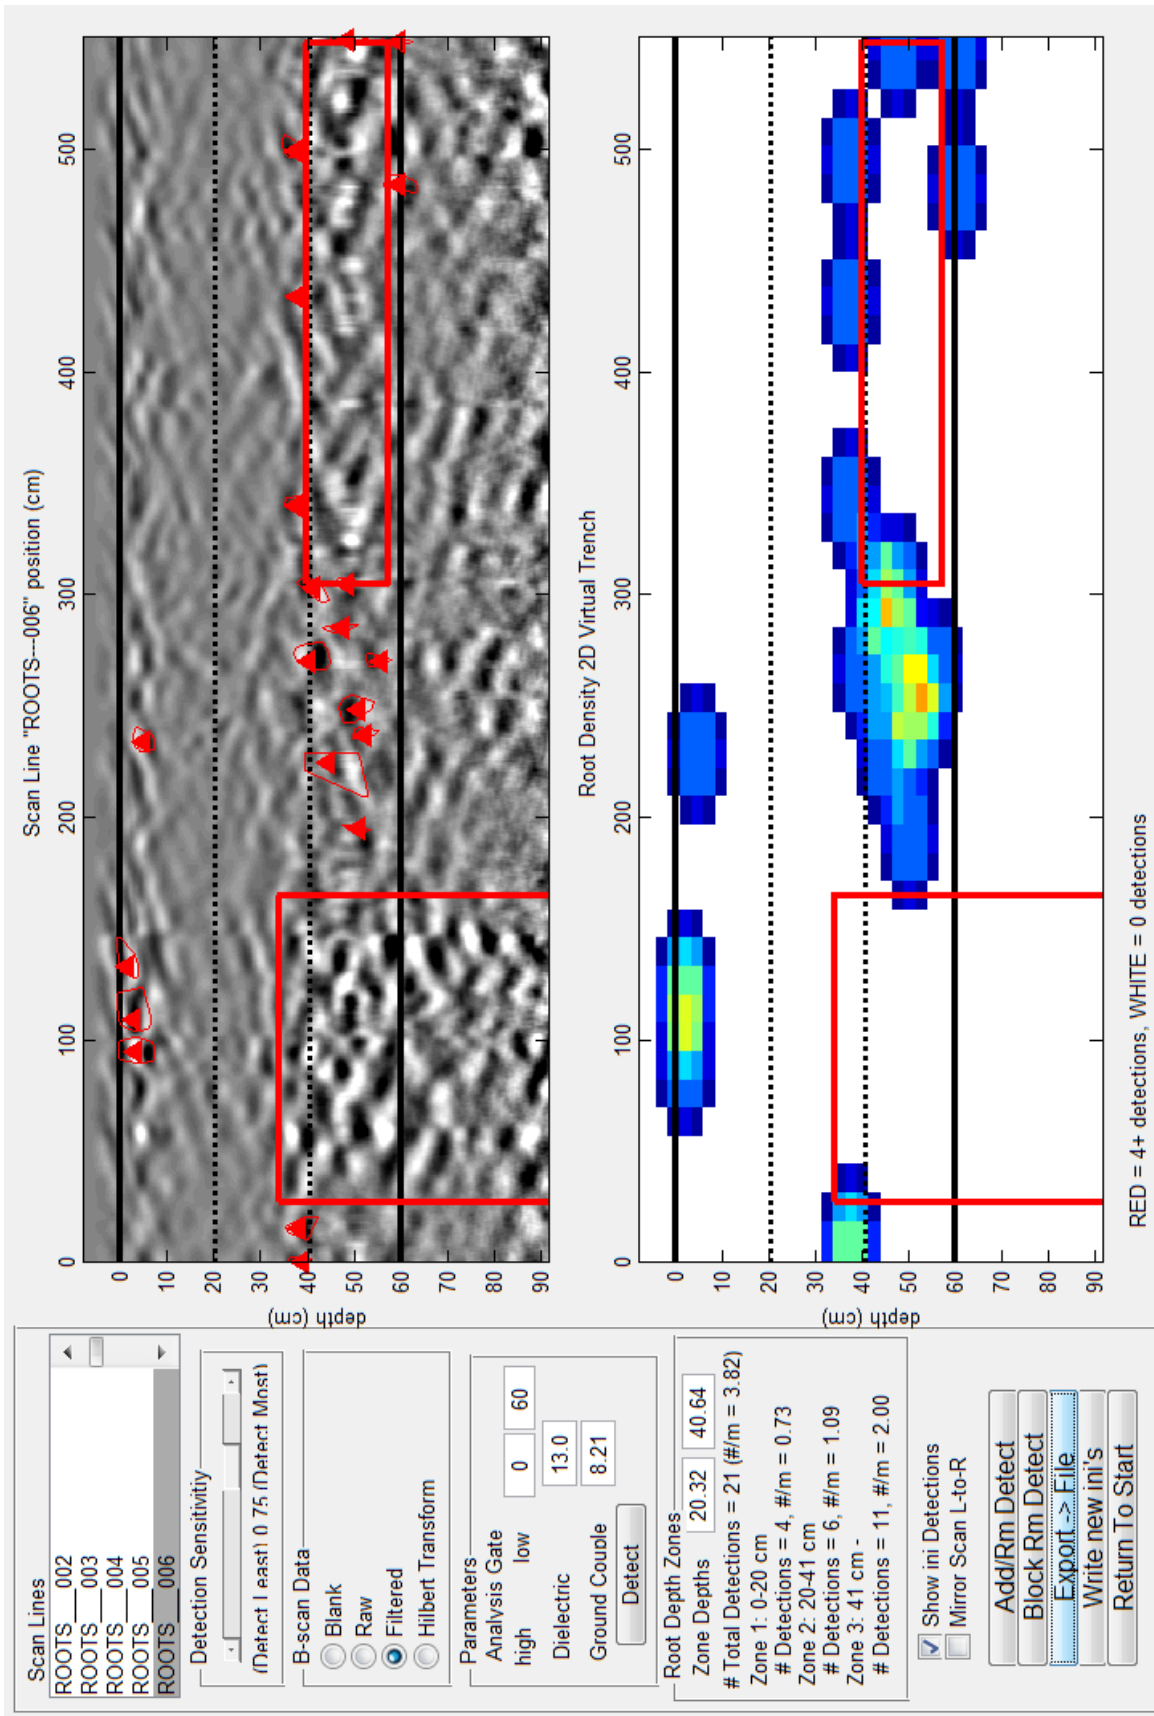 Scan Lines
ROOTS___002
ROOTS___003
ROOTS___004
ROOTS___005
ROOTS___006
Detection Sensitivitiy
(Detect Least) 0.75 (Detect Most)
B-scan Data
Blank
Raw
Filtered
Hilbert Transform
Parameters
Analysis Gate
high low
0 60
Dielectric 13.0
Ground Couple 8.21
Detect
Root Depth Zones
Zone Depths 20.32 40.64
# Total Detections = 21 (#/m = 3.82)
Zone 1: 0-20 cm
# Detections = 4, #/m = 0.73
Zone 2: 20-41 cm
# Detections = 6, #/m = 1.09
Zone 3: 41 cm -
# Detections = 11, #/m = 2.00
Show ini Detections
Mirror Scan L-to-R
Add/Rm Detect
Block Rm Detect
Export -> File
Write new ini's
Return To Start
Scan Line "ROOTS---006" position (cm)
0 100 200 300 400 500
depth (cm)
0
10
20
30
40
50
60
70
80
90
Root Density 2D Virtual Trench
0 100 200 300 400 500
depth (cm)
0
10
20
30
40
50
60
70
80
90
RED = 4+ detections, WHITE = 0 detections